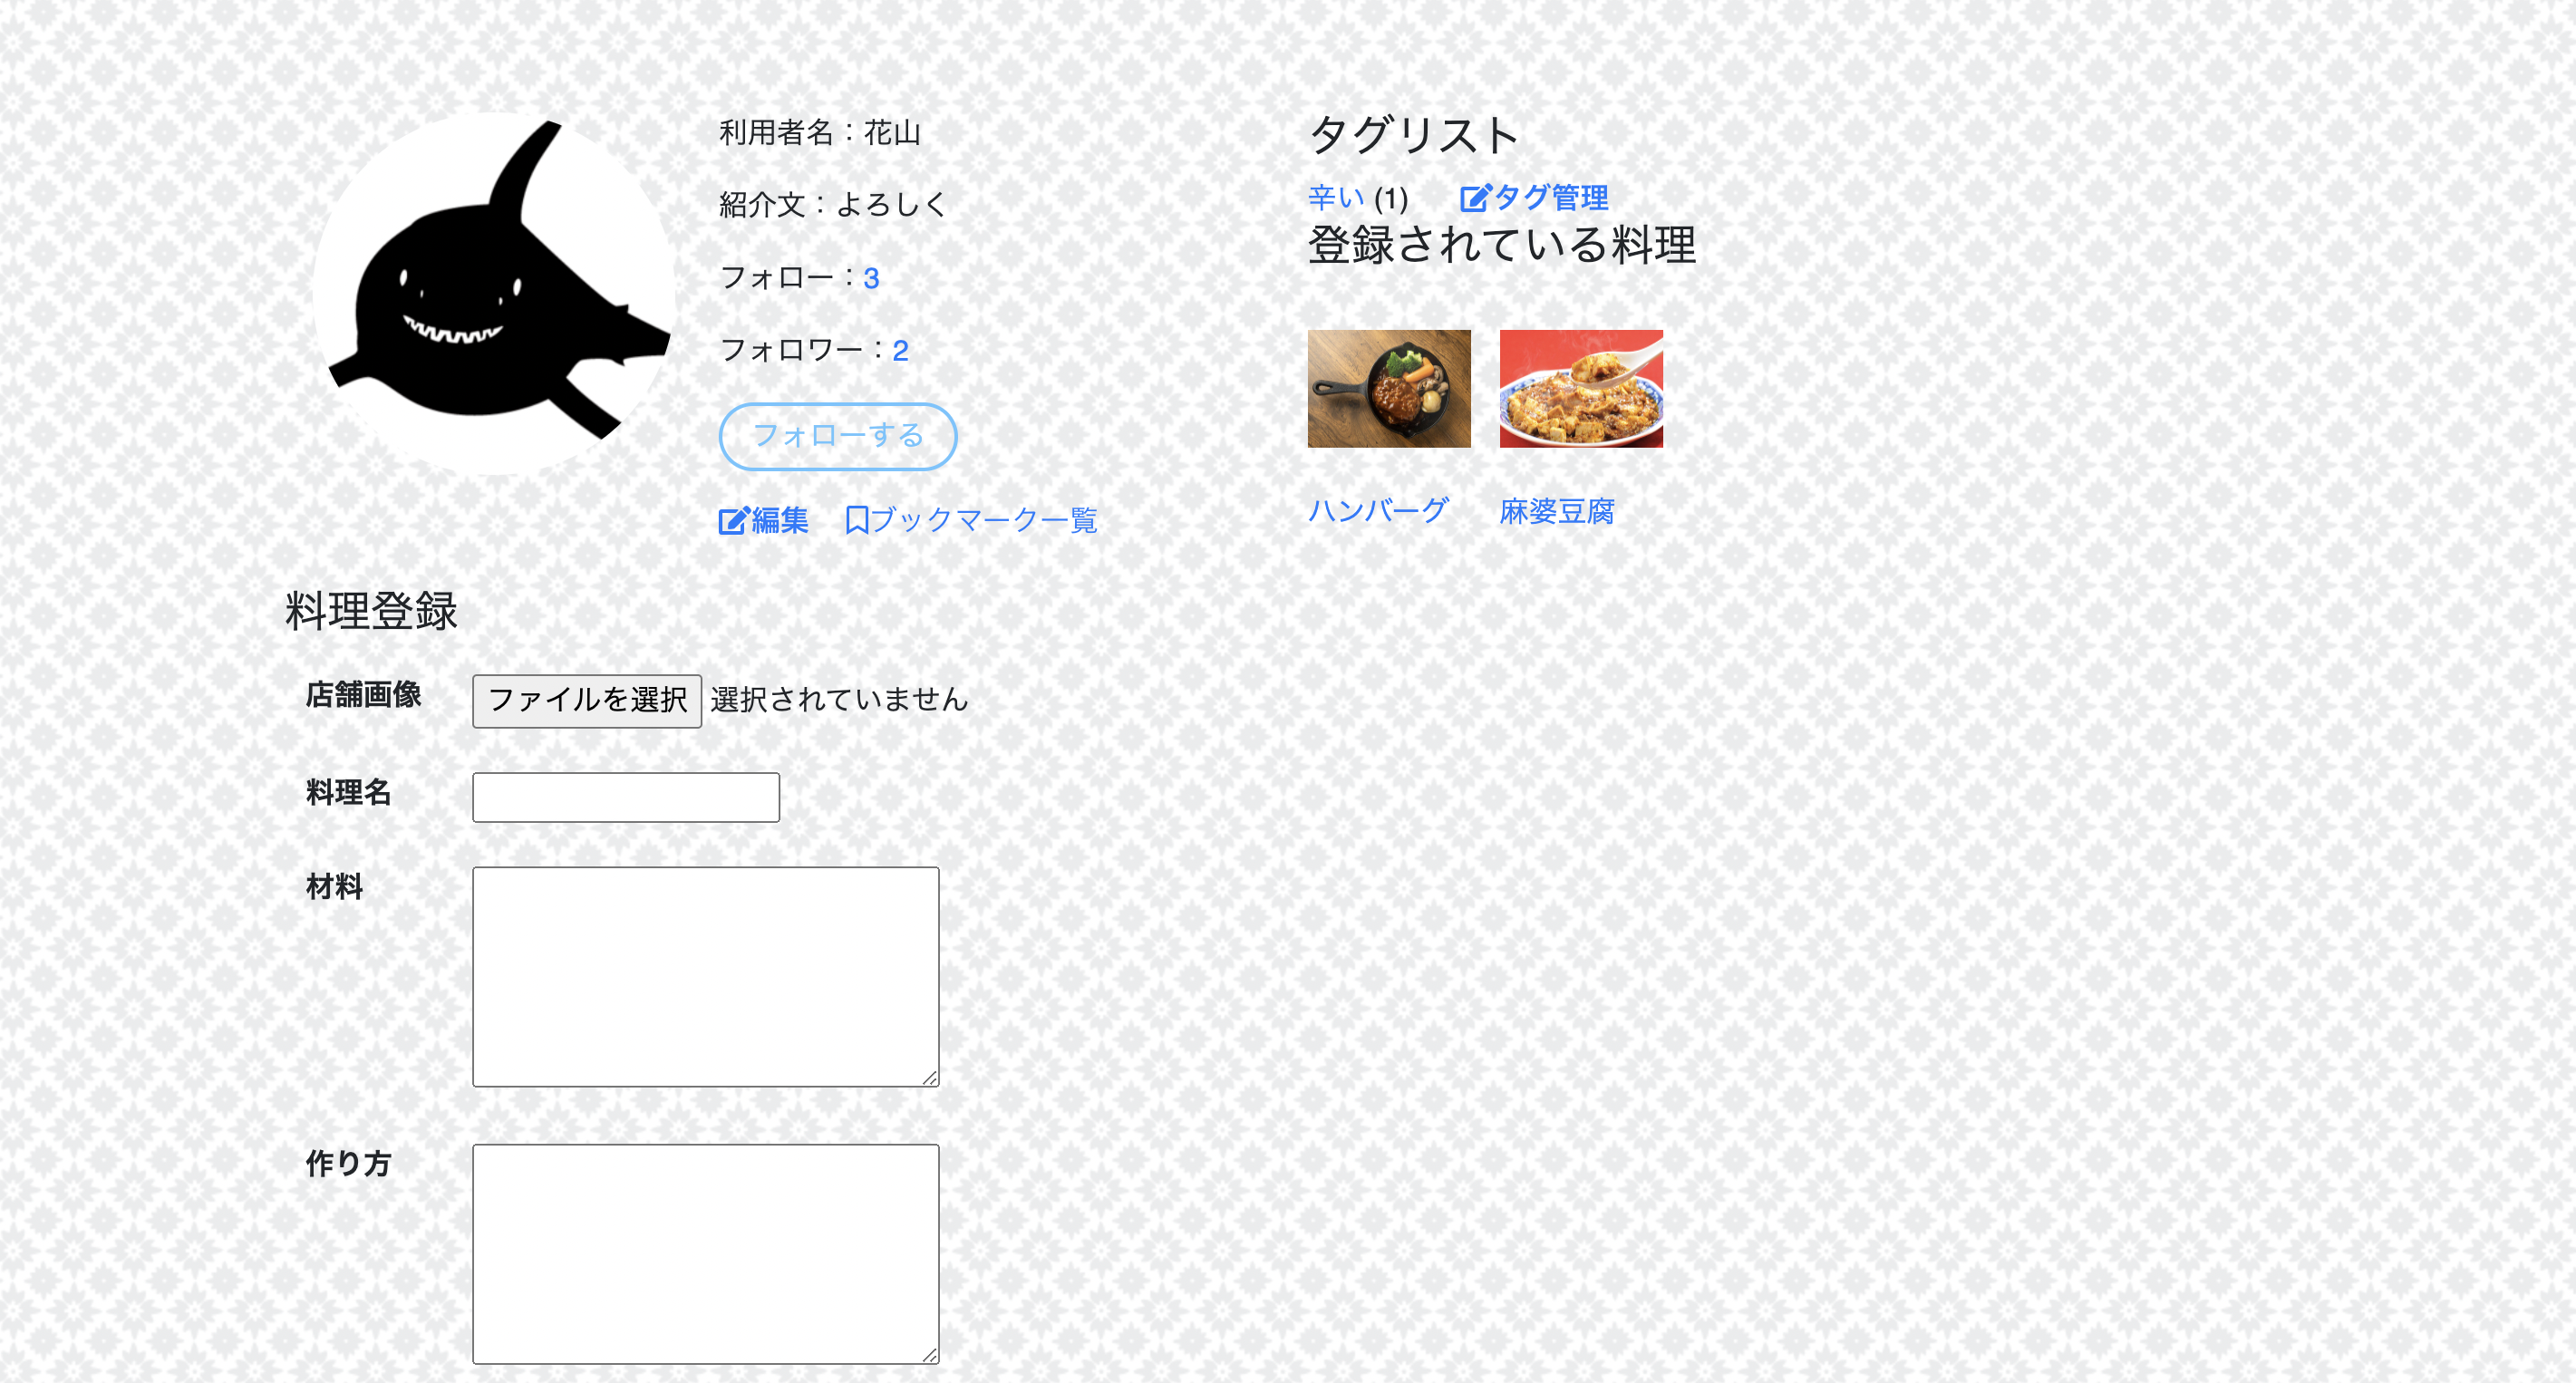 利用者名：花山
紹介文：よろしく
フォロー：3
フォロワー：2
フォローする
編集 ブックマーク一覧
タグリスト
辛い (1) タグ管理
登録されている料理
ハンバーグ 麻婆豆腐
料理登録
店舗画像 ファイルを選択 選択されていません
料理名
材料
作り方